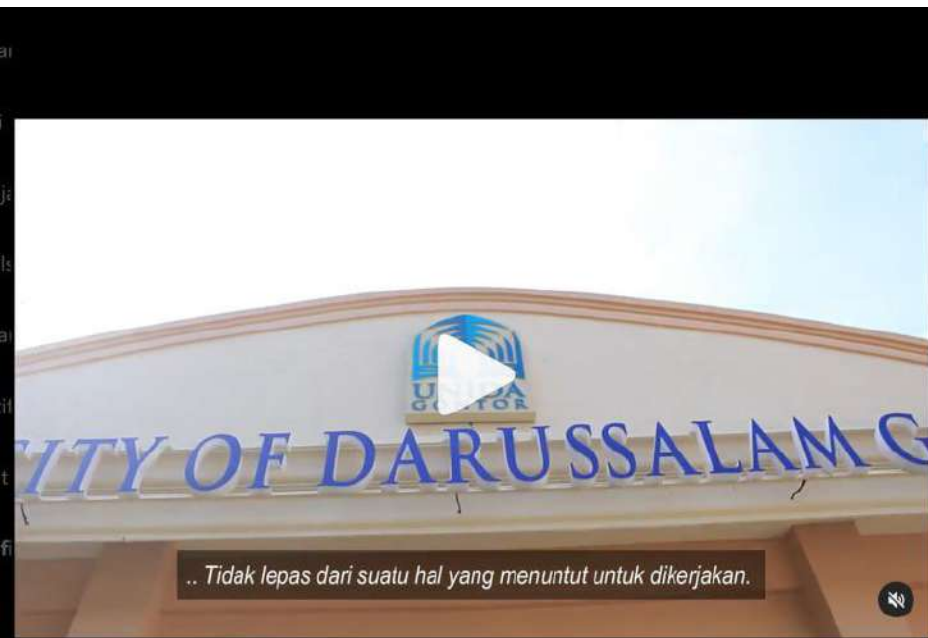 UNIDA
GONTOR
ITY OF DARUSSALAM G
.. Tidak lepas dari suatu hal yang menuntut untuk dikerjakan.